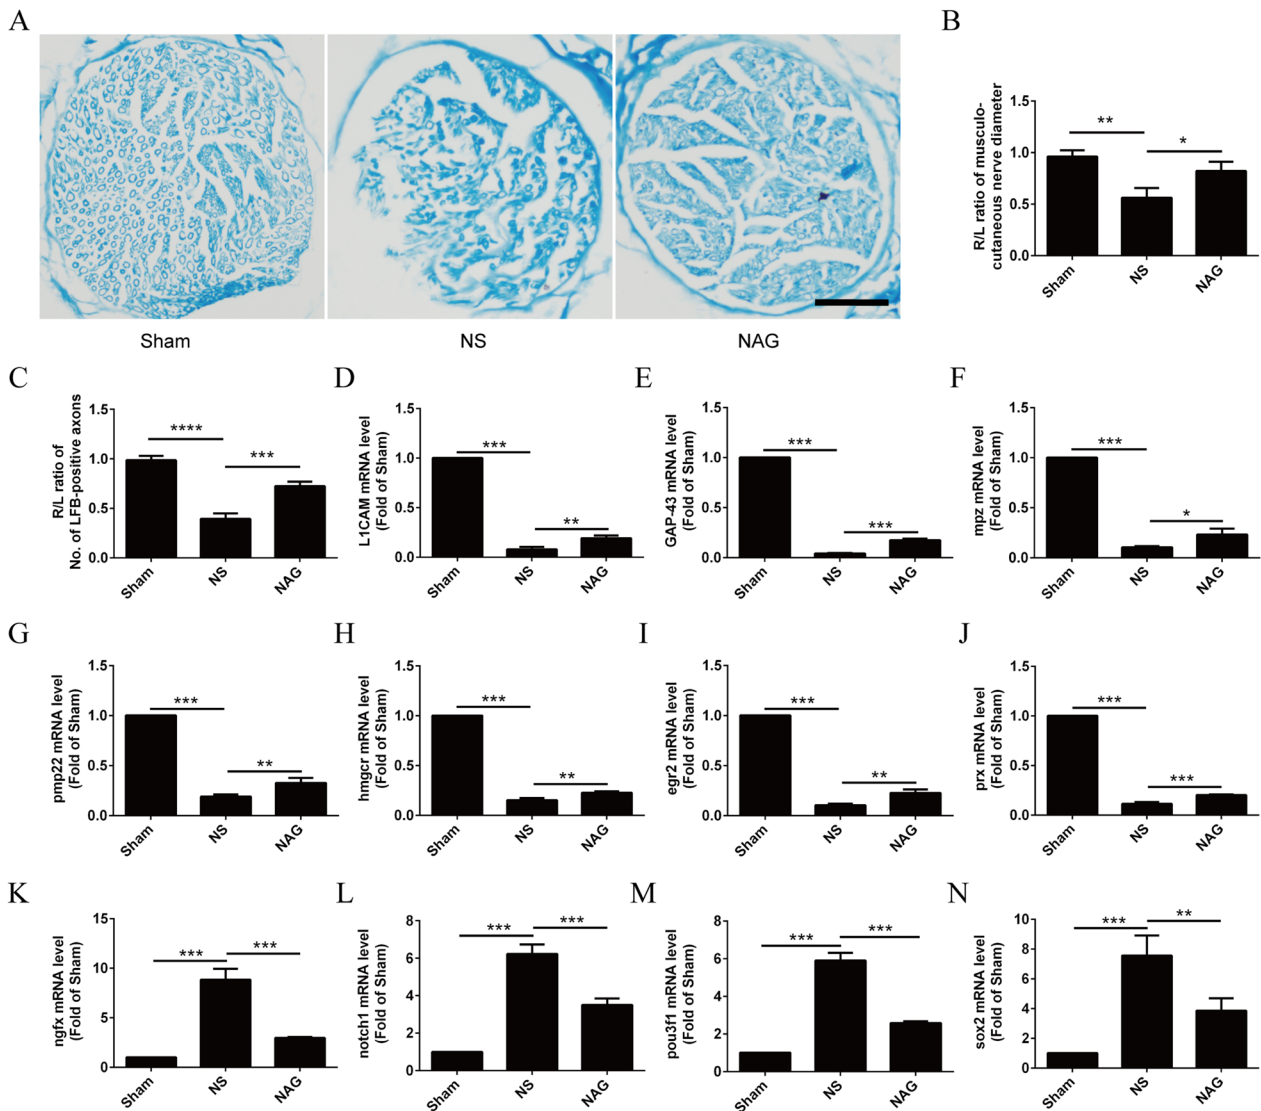 A
Sham
NS
NAG
B
R/L ratio of musculo-
cutaneous nerve diameter
1.5
1.0
0.5
0.0
**
*
Sham
NS
NAG
C
R/L ratio of
No. of LFB-positive axons
1.5
1.0
0.5
0.0
****
***
Sham
NS
NAG
D
L1CAM mRNA level
(Fold of Sham)
1.5
1.0
0.5
0.0
***
**
Sham
NS
NAG
E
GAP-43 mRNA level
(Fold of Sham)
1.5
1.0
0.5
0.0
***
***
Sham
NS
NAG
F
mpz mRNA level
(Fold of Sham)
1.5
1.0
0.5
0.0
***
*
Sham
NS
NAG
G
pmp22 mRNA level
(Fold of Sham)
1.5
1.0
0.5
0.0
***
**
Sham
NS
NAG
H
hmgcr mRNA level
(Fold of Sham)
1.5
1.0
0.5
0.0
***
**
Sham
NS
NAG
I
egr2 mRNA level
(Fold of Sham)
1.5
1.0
0.5
0.0
***
**
Sham
NS
NAG
J
prx mRNA level
(Fold of Sham)
1.5
1.0
0.5
0.0
***
***
Sham
NS
NAG
K
ngfx mRNA level
(Fold of Sham)
15
10
5
0
***
***
Sham
NS
NAG
L
notch1 mRNA level
(Fold of Sham)
8
6
4
2
0
***
***
Sham
NS
NAG
M
pou3f1 mRNA level
(Fold of Sham)
8
6
4
2
0
***
***
Sham
NS
NAG
N
sox2 mRNA level
(Fold of Sham)
10
8
6
4
2
0
***
**
Sham
NS
NAG